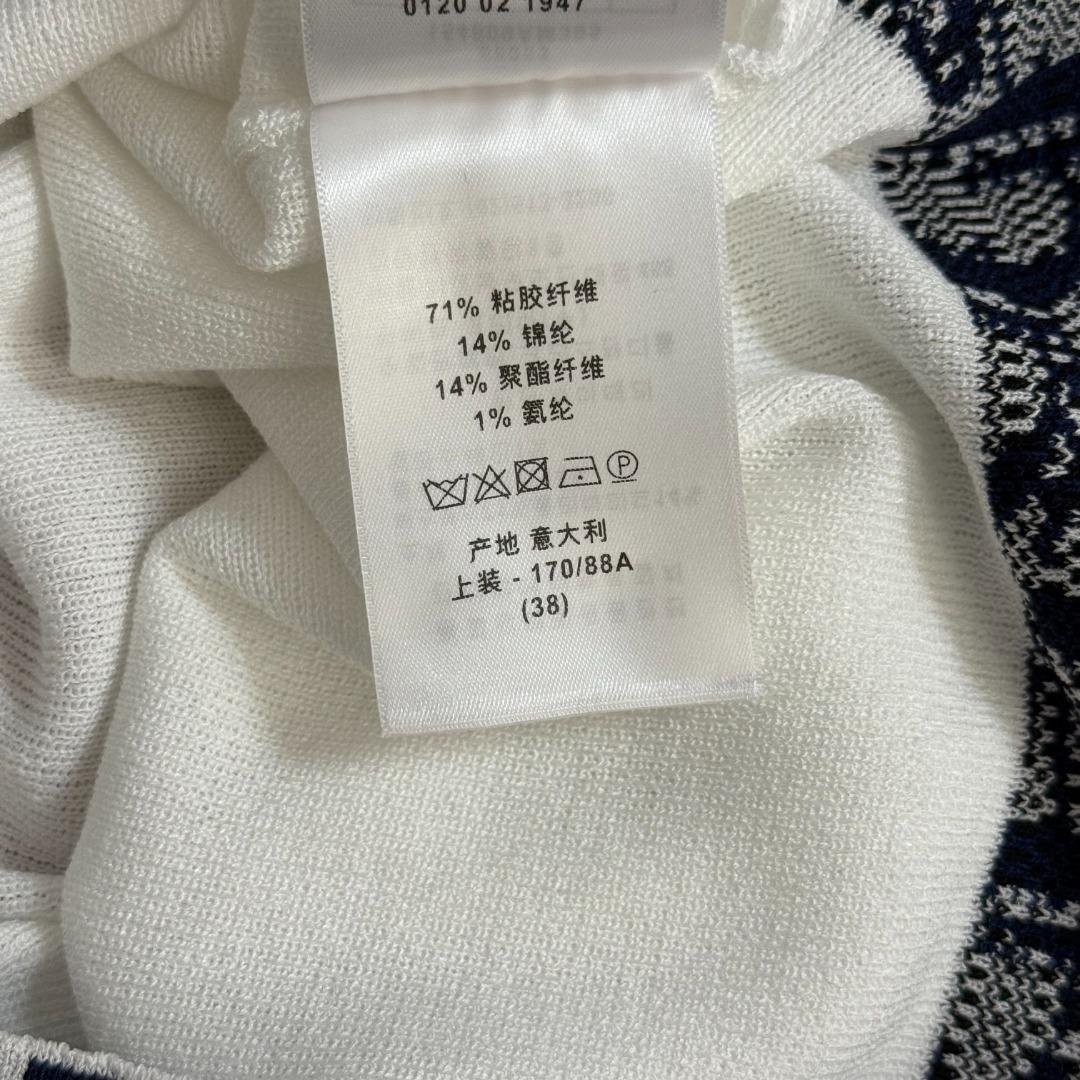 0120 02 1947
71% 粘胶纤维
14% 锦纶
14% 聚酯纤维
1% 氨纶
P
产地 意大利
上装 - 170/88A
(38)